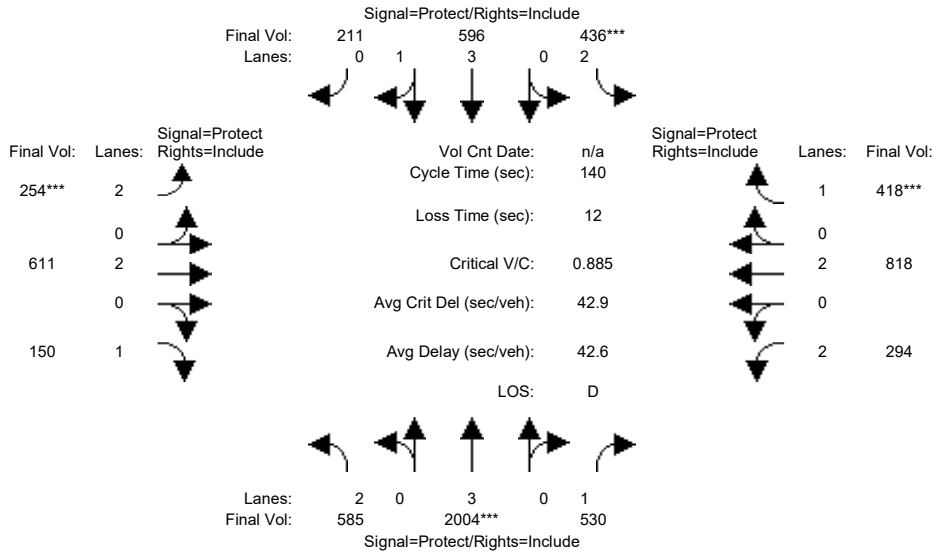 Signal=Protect/Rights=Include
Final Vol: 211 596 436***
Lanes: 0 1 3 0 2
Signal=Protect Signal=Protect
Final Vol: Lanes: Rights=Include Vol Cnt Date: n/a Rights=Include Lanes: Final Vol:
Cycle Time (sec): 140
254*** 2 1 418***
Loss Time (sec): 12
0 0
611 2 Critical V/C: 0.885 2 818
0 Avg Crit Del (sec/veh): 42.9 0
150 1 Avg Delay (sec/veh): 42.6 2 294
LOS: D
Lanes: 2 0 3 0 1
Final Vol: 585 2004*** 530
Signal=Protect/Rights=Include